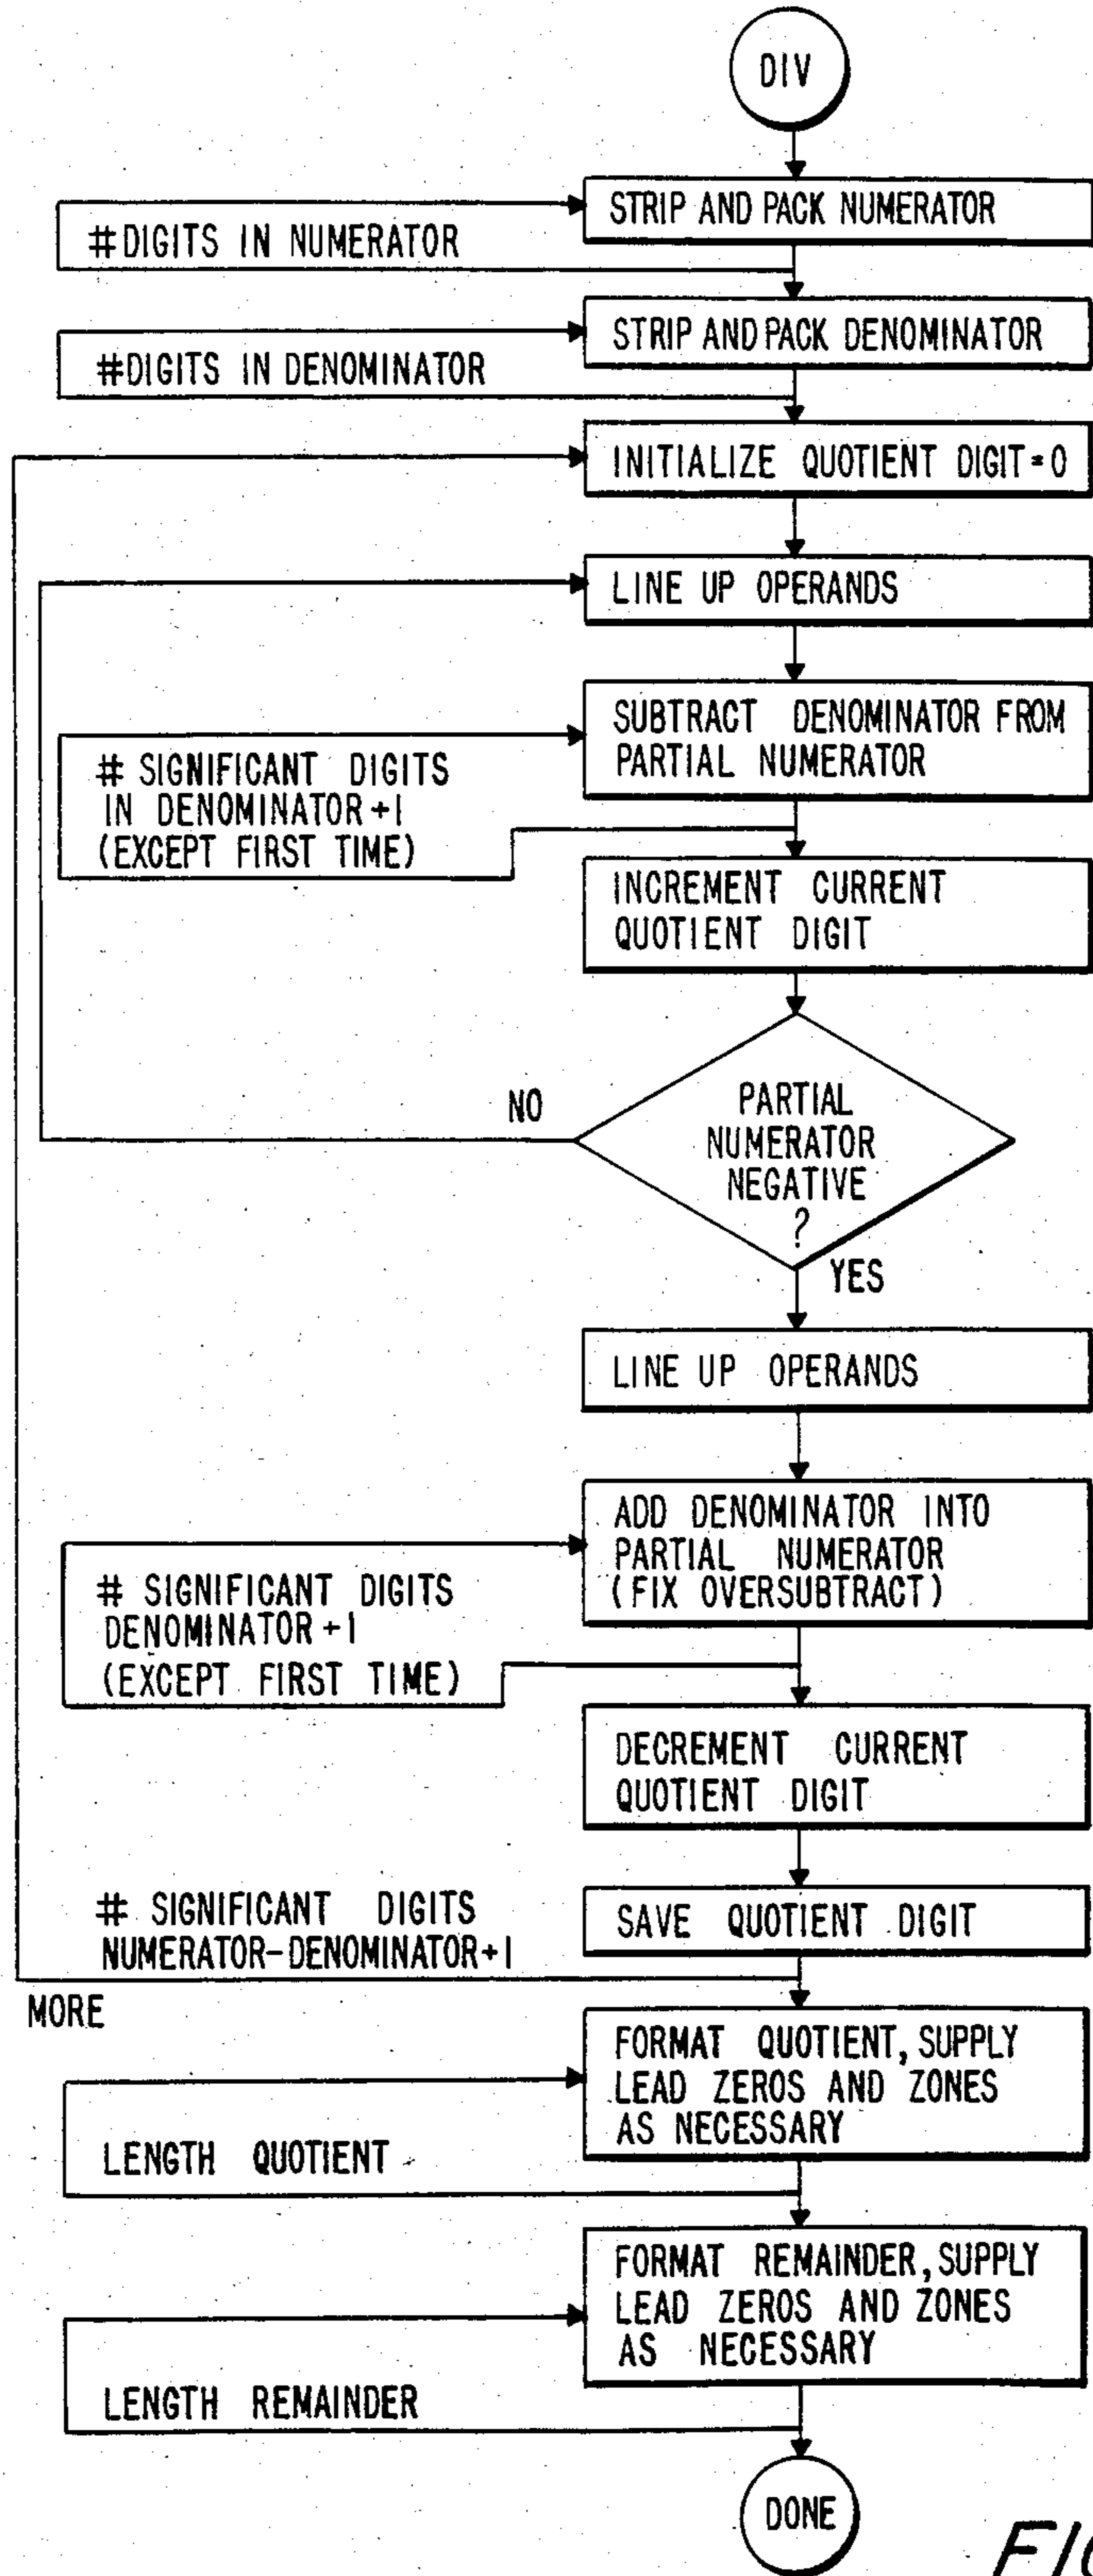 DIV
STRIP AND PACK NUMERATOR
#DIGITS IN NUMERATOR
STRIP AND PACK DENOMINATOR
#DIGITS IN DENOMINATOR
INITIALIZE QUOTIENT DIGIT=0
LINE UP OPERANDS
SUBTRACT DENOMINATOR FROM
PARTIAL NUMERATOR
# SIGNIFICANT DIGITS
IN DENOMINATOR+1
(EXCEPT FIRST TIME)
INCREMENT CURRENT
QUOTIENT DIGIT
NO
PARTIAL
NUMERATOR
NEGATIVE
?
YES
LINE UP OPERANDS
ADD DENOMINATOR INTO
PARTIAL NUMERATOR
(FIX OVERSUBTRACT)
# SIGNIFICANT DIGITS
DENOMINATOR+1
(EXCEPT FIRST TIME)
DECREMENT CURRENT
QUOTIENT DIGIT
SAVE QUOTIENT DIGIT
# SIGNIFICANT DIGITS
NUMERATOR-DENOMINATOR+1
MORE
FORMAT QUOTIENT, SUPPLY
LEAD ZEROS AND ZONES
AS NECESSARY
LENGTH QUOTIENT
FORMAT REMAINDER, SUPPLY
LEAD ZEROS AND ZONES
AS NECESSARY
LENGTH REMAINDER
DONE